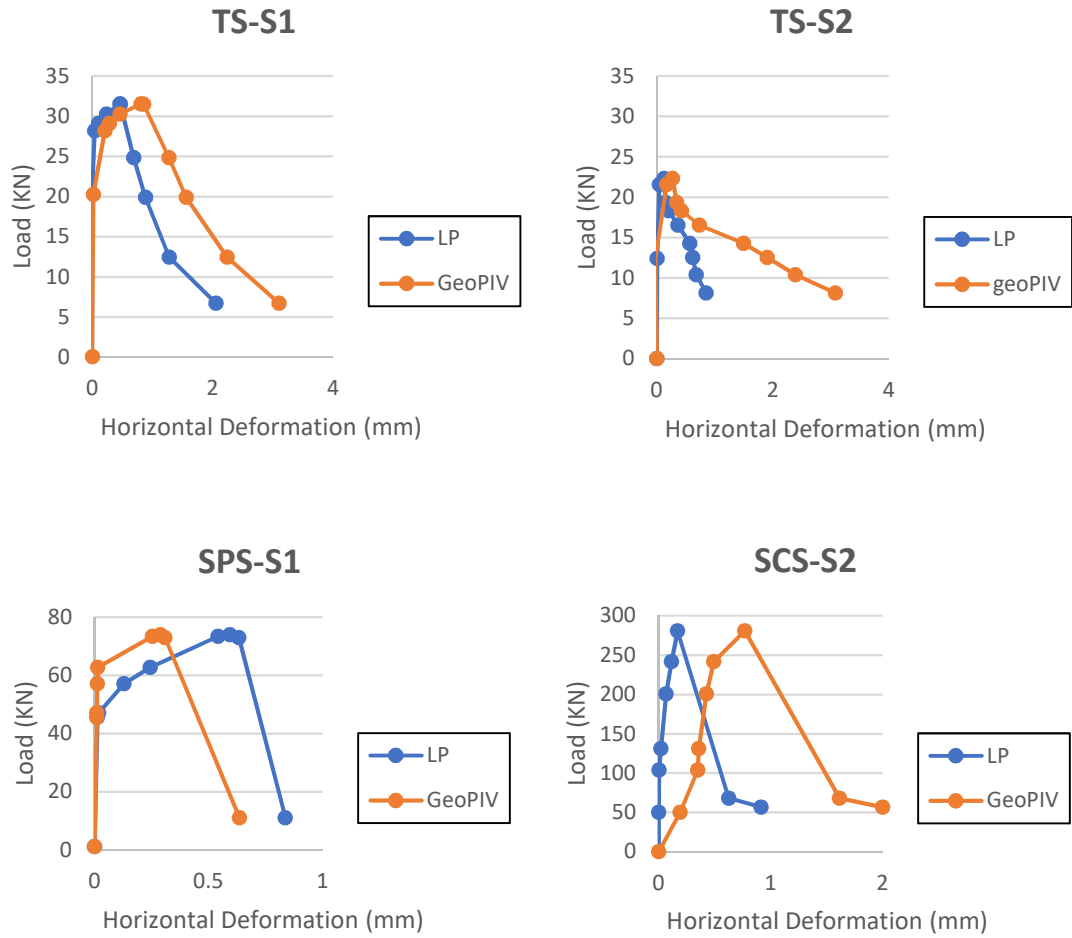 TS-S1
35
30
25
20
15
10
5
0
Load (KN)
0 2 4
Horizontal Deformation (mm)
LP
GeoPIV
TS-S2
35
30
25
20
15
10
5
0
Load (KN)
0 2 4
Horizontal Deformation (mm)
LP
geoPIV
SPS-S1
80
60
40
20
0
Load (KN)
0 0.5 1
Horizontal Deformation (mm)
LP
GeoPIV
SCS-S2
300
250
200
150
100
50
0
Load (KN)
0 1 2
Horizontal Deformation (mm)
LP
GeoPIV